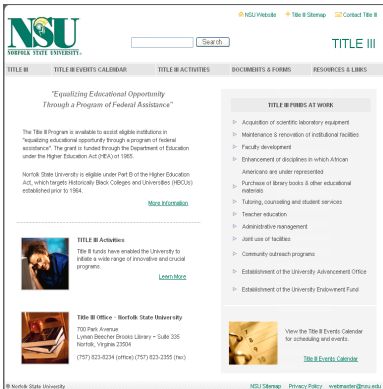 NSU Website Title III Sitemap Contact Title III
NSU
NORFOLK STATE UNIVERSITY
Search
TITLE III
TITLE III TITLE III EVENTS CALENDAR TITLE III ACTIVITIES DOCUMENTS & FORMS RESOURCES & LINKS
"Equalizing Educational Opportunity
Through a Program of Federal Assistance"
The Title III Program is available to assist eligible institutions in
"equalizing educational opportunity through a program of federal
assistance". The grant is funded through the Department of Education
under the Higher Education Act (HEA) of 1965.
Norfolk State University is eligible under Part B of the Higher Education
Act, which targets Historically Black Colleges and Universities (HBCUs)
established prior to 1964.
More Information
TITLE III Activities
Title III funds have enabled the University to
initiate a wide range of innovative and crucial
programs.
Learn More
Title III Office - Norfolk State University
700 Park Avenue
Lyman Beecher Brooks Library • Suite 335
Norfolk, Virginia 23504
(757) 823-8234 (office) (757) 823-2355 (fax)
TITLE III FUNDS AT WORK
Acquisition of scientific laboratory equipment
Maintenance & renovation of institutional facilities
Faculty development
Enhancement of disciplines in which African
Americans are under represented
Purchase of library books & other educational
materials
Tutoring, counseling and student services
Teacher education
Administrative management
Joint use of facilities
Community outreach programs
Establishment of the University Advancement Office
Establishment of the University Endowment Fund
View the Title III Events Calendar
for scheduling and events.
Title III Events Calendar
© Norfolk State University NSU Sitemap Privacy Policy webmaster@nsu.edu